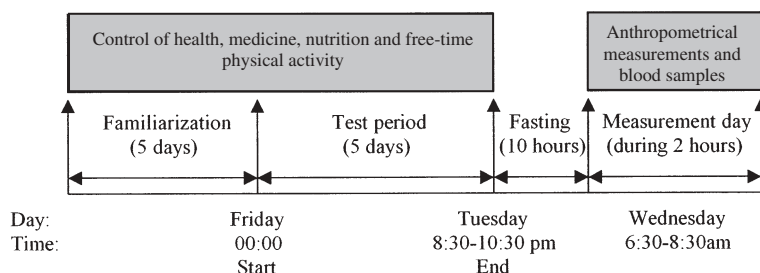 Control of health, medicine, nutrition and free-time
physical activity
Anthropometrical
measurements and
blood samples
Familiarization
(5 days)
Test period
(5 days)
Fasting
(10 hours)
Measurement day
(during 2 hours)
Day: Friday Tuesday Wednesday
Time: 00:00 8:30-10:30 pm 6:30-8:30am
Start End